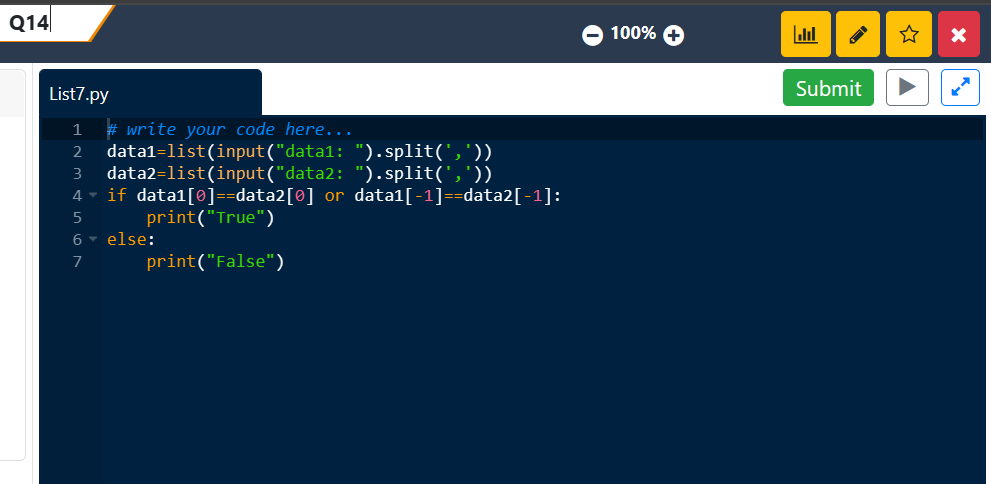 Q14
100%
List7.py
Submit
1 # write your code here...
2 data1=list(input("data1: ").split(','))
3 data2=list(input("data2: ").split(','))
4 if data1[0]==data2[0] or data1[-1]==data2[-1]:
5     print("True")
6 else:
7     print("False")